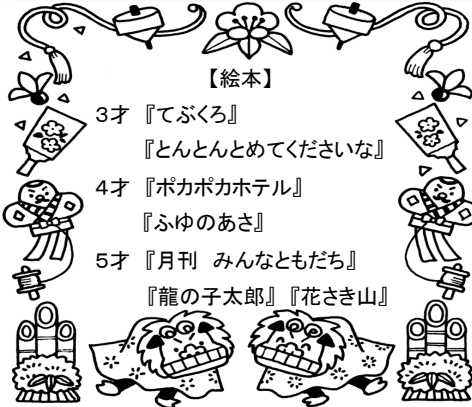 【絵本】
3才 『てぶくろ』
『とんとんとめてくださいな』
4才 『ポカポカホテル』
『ふゆのあさ』
5才 『月刊 みんなともだち』
『龍の子太郎』『花さき山』